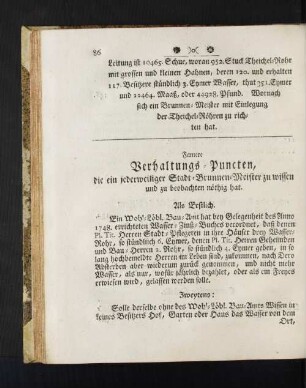 86
Leitung ist 10465. Schue, woran 952. Stuck Theichel-Rohr
mit grossen und kleinen Hahnen, deren 120. und erhalten
117. Besitzere stündlich 3. Eymer Wasser, thut 351. Eymer
und 22464. Maaß, oder 44928. Pfund. Wornach
sich ein Brunnen-Meister mit Einlegung
der Theichel-Röhren zu rich-
ten hat.
Fernere
Verhaltungs-Puncten,
die ein jederweiliger Stadt-Brunnen-Meister zu wissen
und zu beobachten nöthig hat.
Als Erstlich.
Ein Wohl-Löbl. Bau-Amt hat bey Gelegenheit des Anno
1748. errichteten Wasser-Zinß-Buches verordnet, daß denen
Pl. Tit. Herren Stadt-Pflegern in ihre Häuser drey Wasser-
Rohr, so stündlich 6. Eymer, denen Pl. Tit. Herren Geheimden
und Bau-Herren 2. Rohr, so stündlich 4. Eymer geben, in so
lang hochbemeldte Herren im Leben sind, zukommen, nach Dero
Absterben aber wiederum zurück genommen, und nicht mehr
Wasser, als nur, wofür jährlich bezahlet, oder als ein Freyes
erwiesen wird, gelassen werden solle.
Zweytens:
Solle derselbe ohne des Wohl-Löbl. Bau-Amts Wissen in
keines Besitzers Hof, Garten oder Haus das Wasser von dem
Ort,